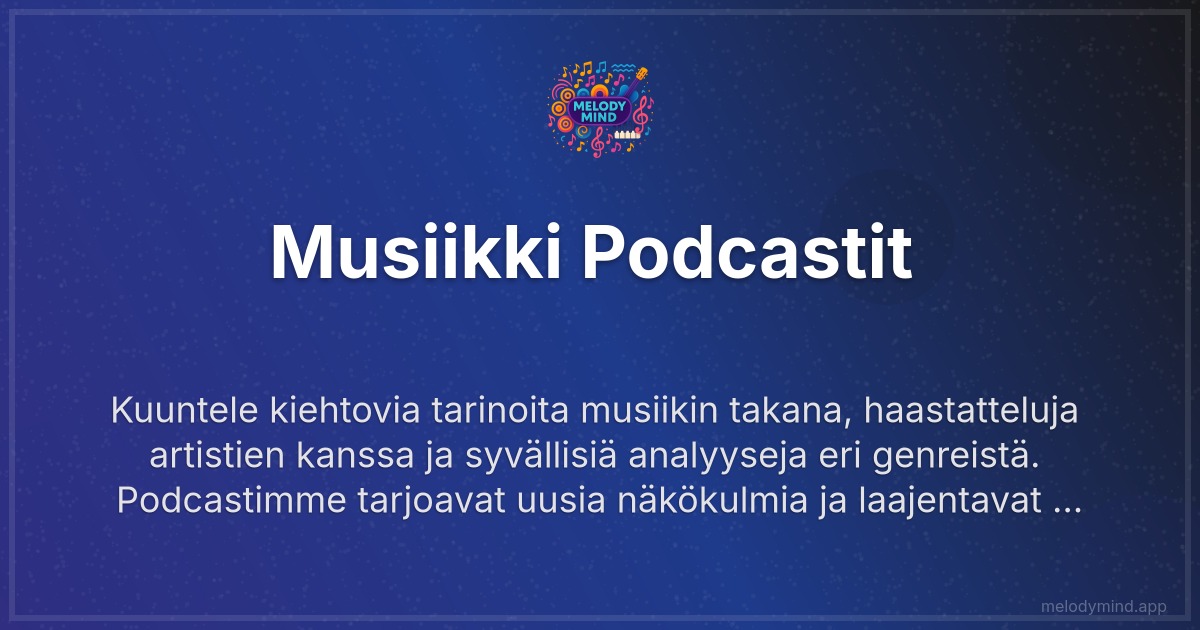 MELODY
MIND
Musiikki Podcastit
Kuuntele kiehtovia tarinoita musiikin takana, haastatteluja
artistien kanssa ja syvällisiä analyyseja eri genreistä.
Podcastimme tarjoavat uusia näkökulmia ja laajentavat ...
melodymind.app